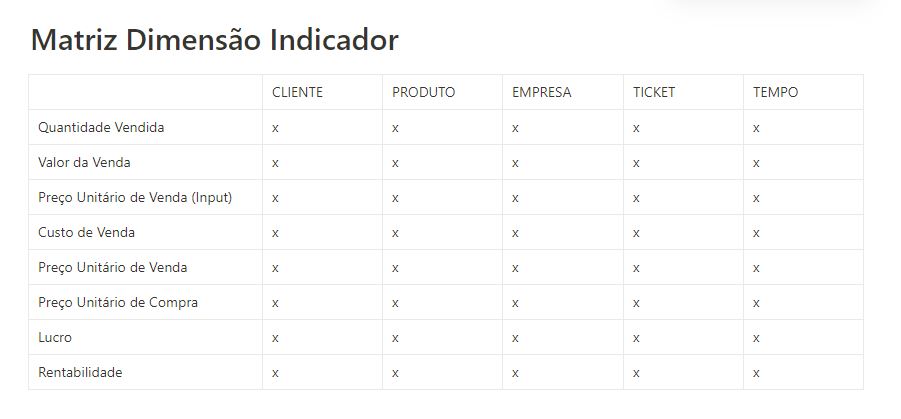 Matriz Dimensão Indicador
CLIENTE PRODUTO EMPRESA TICKET TEMPO
Quantidade Vendida x x x x x
Valor da Venda x x x x x
Preço Unitário de Venda (Input) x x x x x
Custo de Venda x x x x x
Preço Unitário de Venda x x x x x
Preço Unitário de Compra x x x x x
Lucro x x x x x
Rentabilidade x x x x x